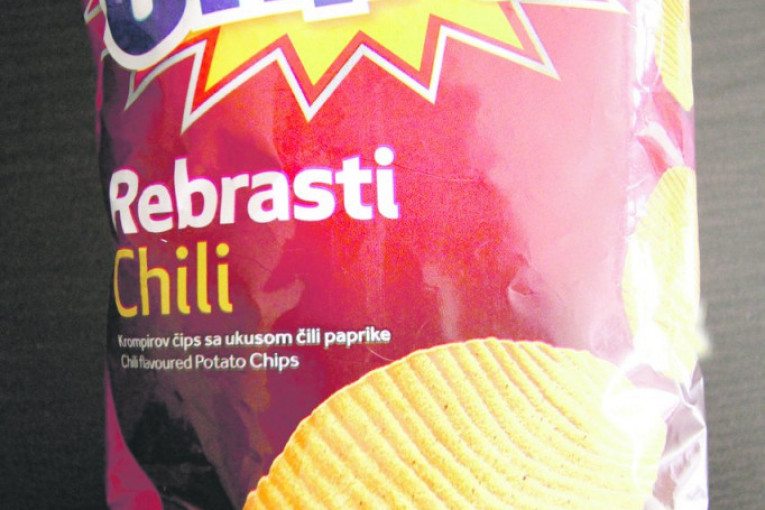 Rebrasti
Chili
Krompirov čips sa ukusom čili paprike
Chili flavoured Potato Chips